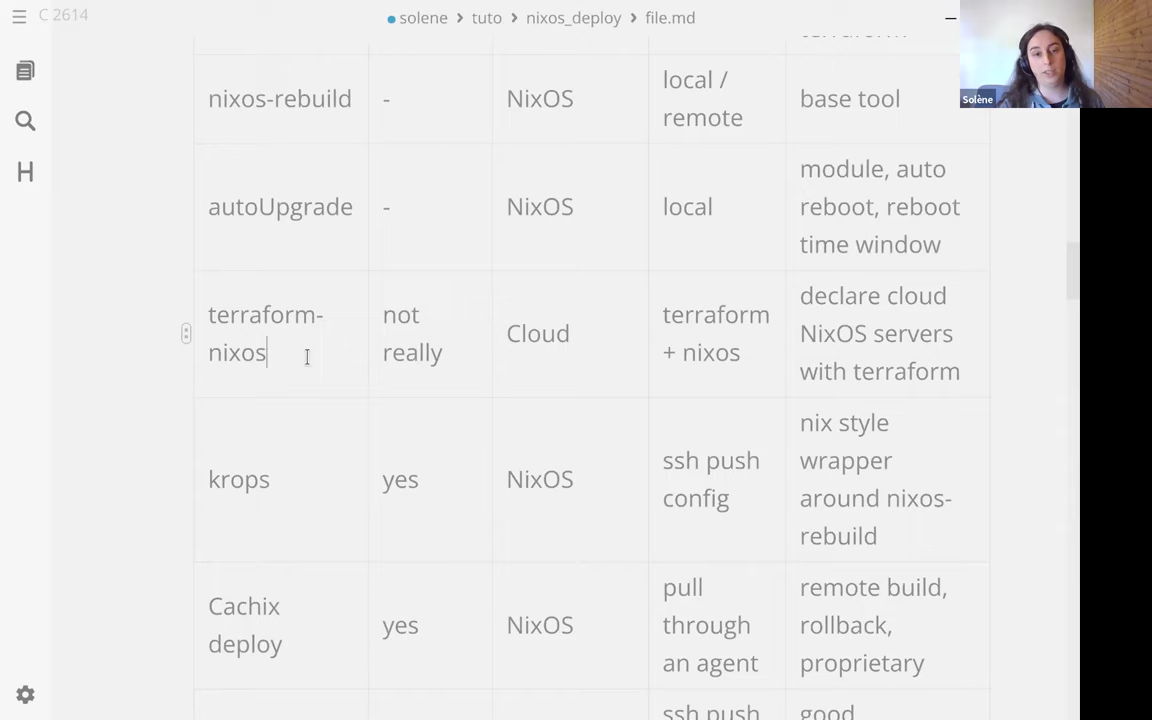 C 2614
solene > tuto > nixos_deploy > file.md
Solène
nixos-rebuild - NixOS local / remote base tool
autoUpgrade - NixOS local module, auto reboot, reboot time window
terraform-nixos not really Cloud terraform + nixos declare cloud NixOS servers with terraform
krops yes NixOS ssh push config nix style wrapper around nixos-rebuild
Cachix deploy yes NixOS pull through an agent remote build, rollback, proprietary
ssh push good